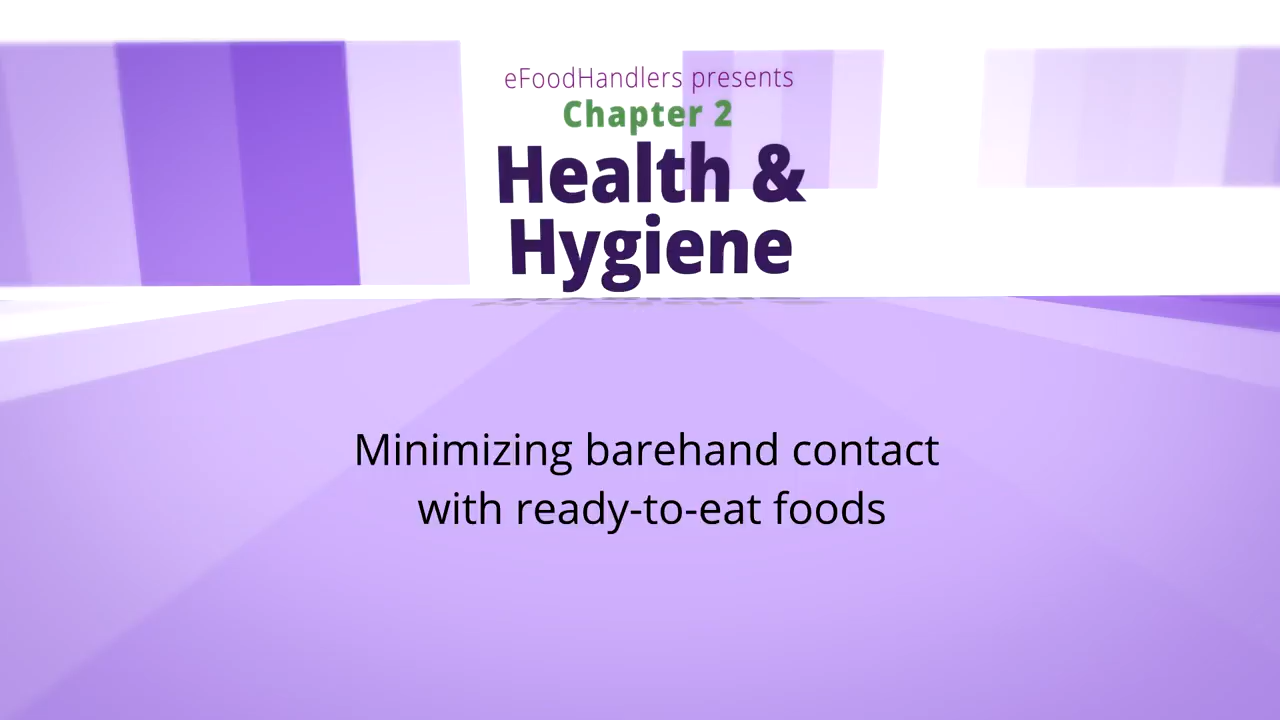 eFoodHandlers presents
Chapter 2
Health &
Hygiene
Minimizing barehand contact
with ready-to-eat foods